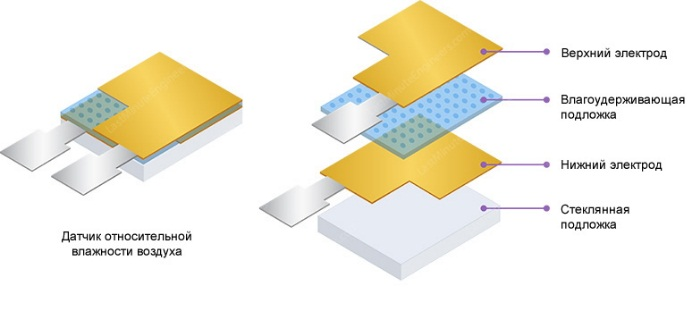 Верхний электрод
Влагоудерживающая
подложка
Нижний электрод
Стеклянная
подложка
Датчик относительной
влажности воздуха